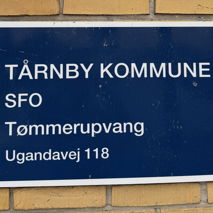 TÅRNBY KOMMUNE
SFO
Tømmerupvang
Ugandavej 118